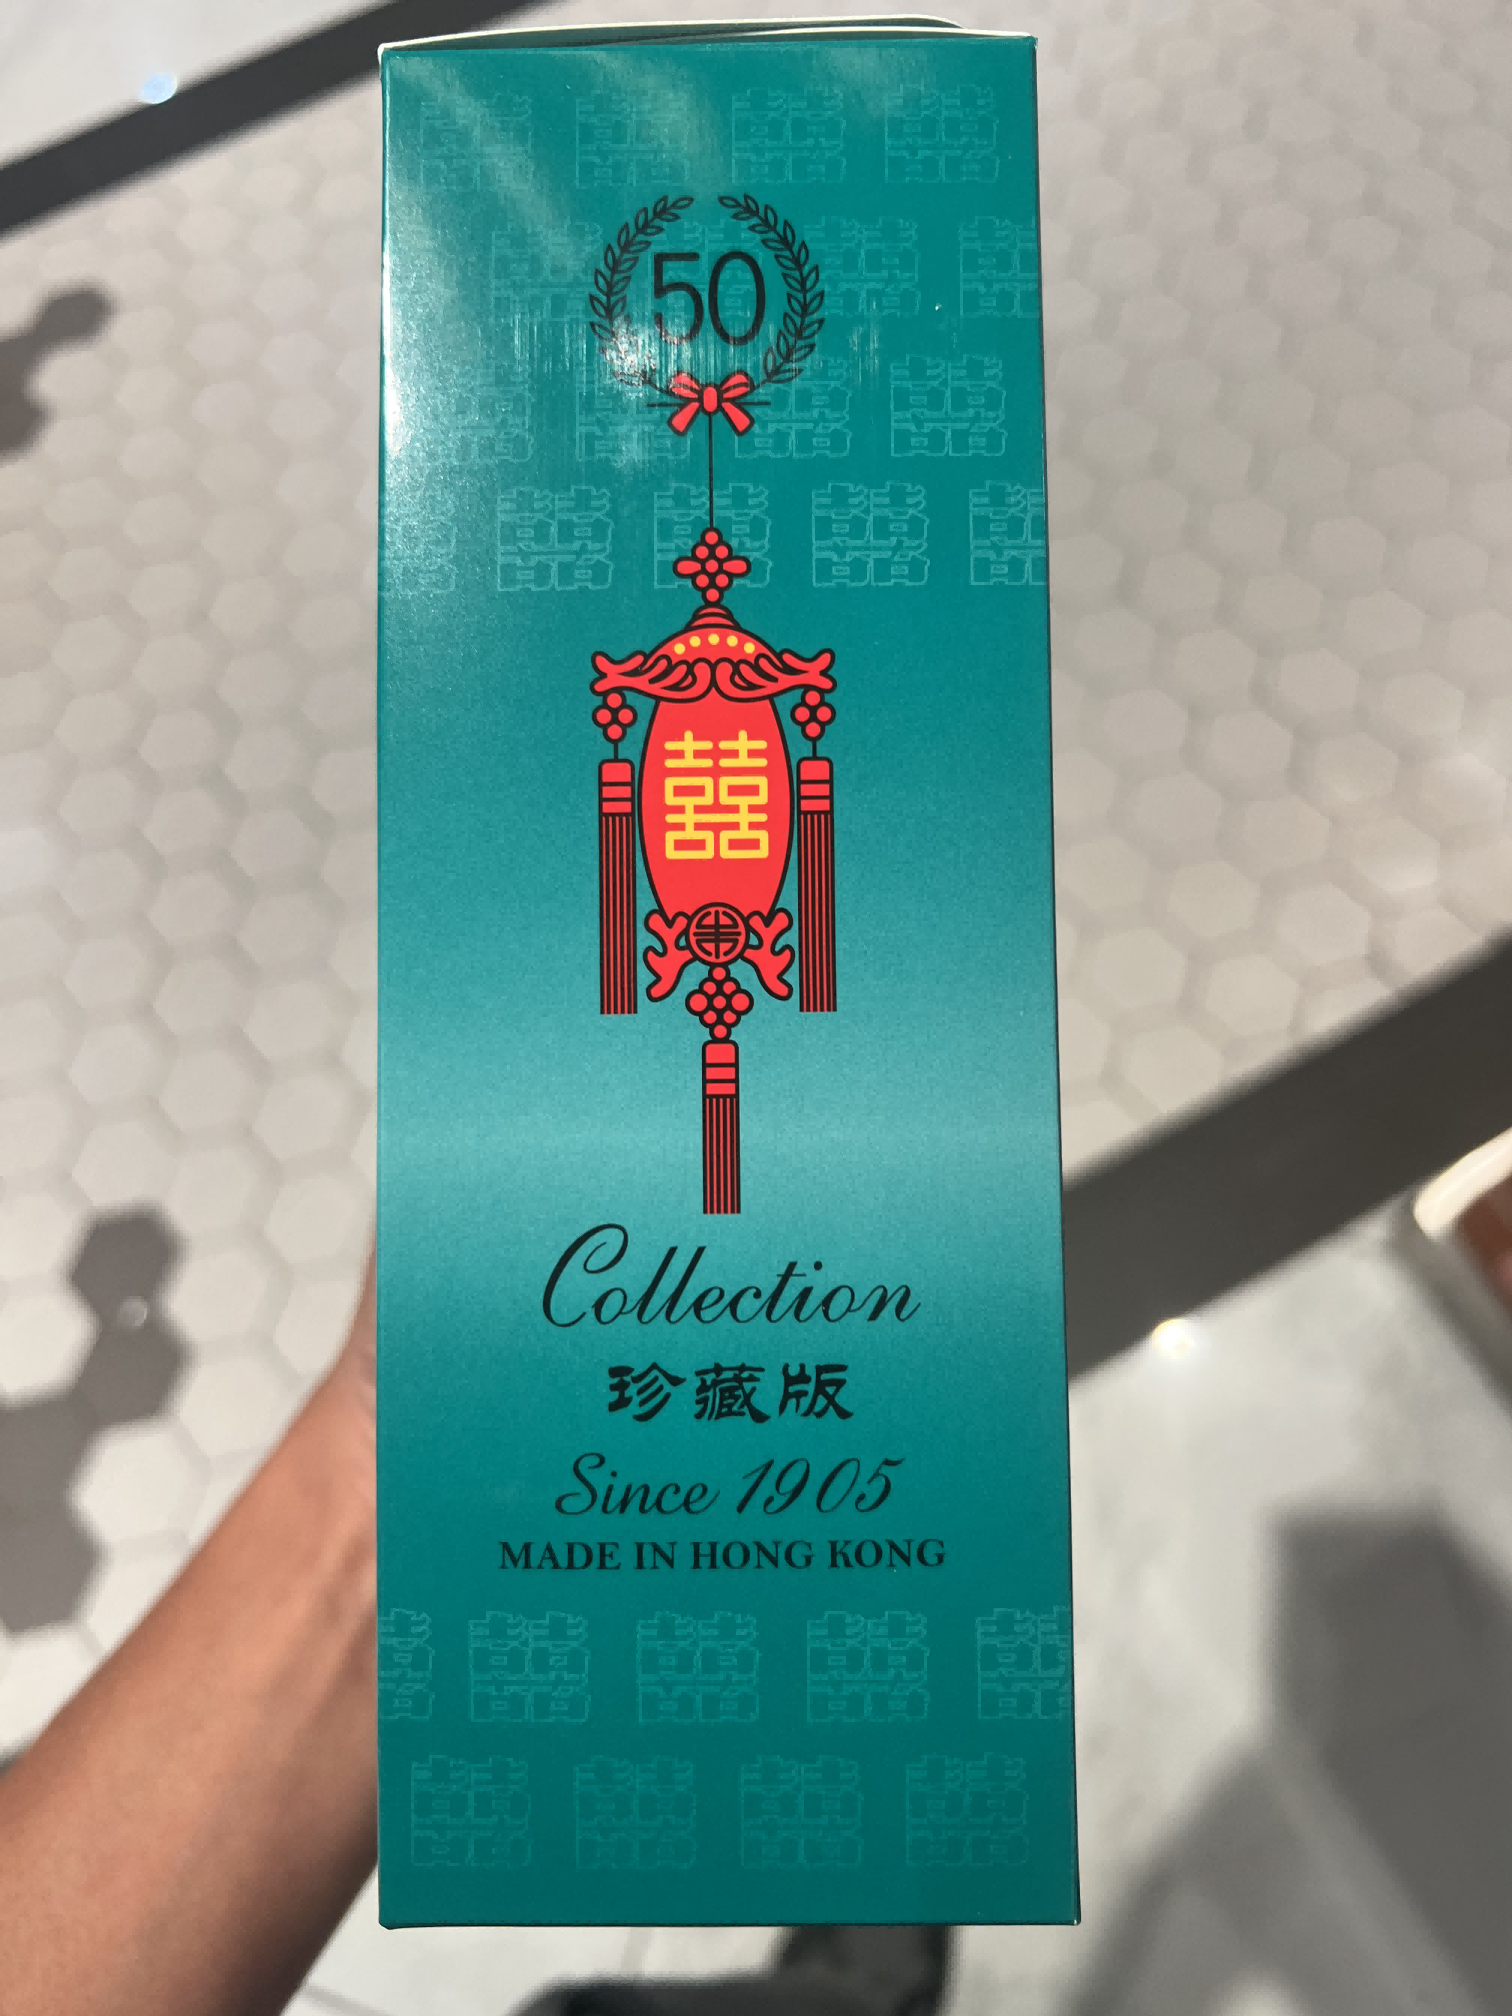 50
囍
Collection
珍藏版
Since 1905
MADE IN HONG KONG